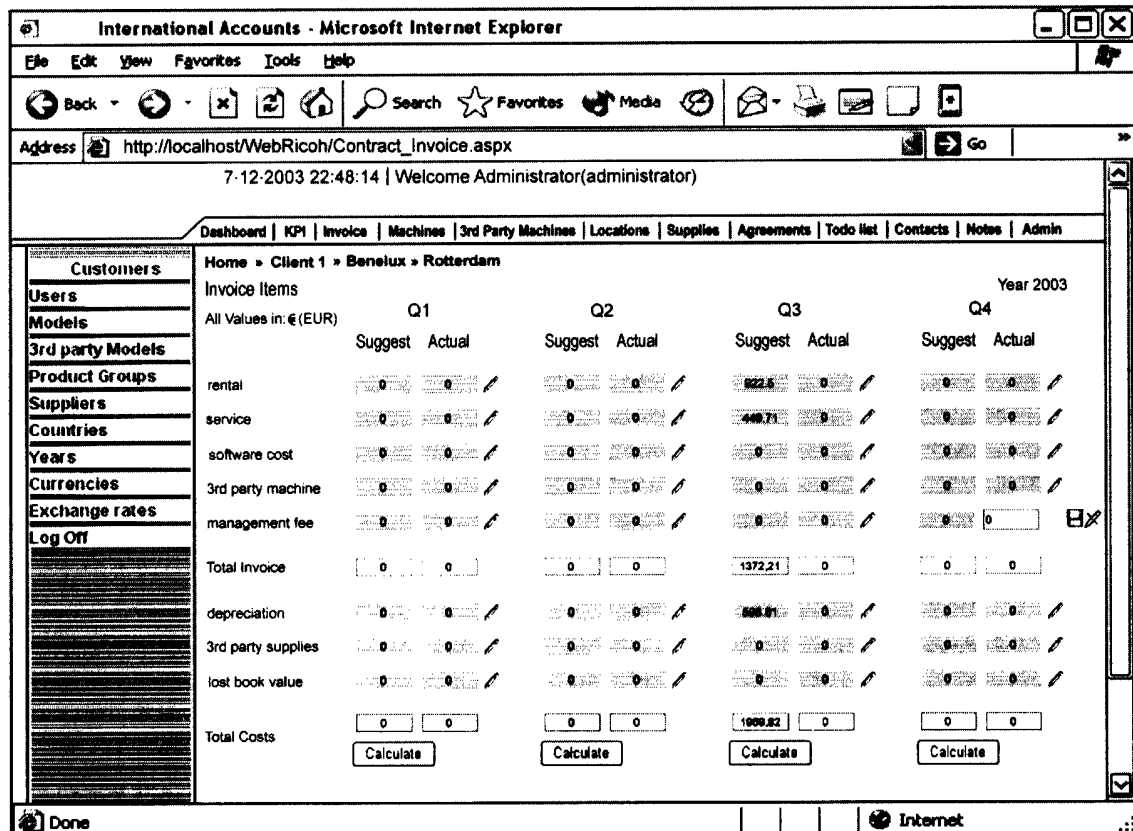 International Accounts - Microsoft Internet Explorer
File Edit View Favorites Tools Help
Back Search Favorites Media
Address http://localhost/WebRicoh/Contract_Invoice.aspx Go
7-12-2003 22:48:14 | Welcome Administrator(administrator)
Dashboard | KPI | Invoice | Machines | 3rd Party Machines | Locations | Supplies | Agreements | Todo list | Contacts | Notes | Admin
Customers
Users
Models
3rd party Models
Product Groups
Suppliers
Countries
Years
Currencies
Exchange rates
Log Off
Home » Client 1 » Benelux » Rotterdam
Invoice Items Year 2003
All Values in: € (EUR) Q1 Q2 Q3 Q4
Suggest Actual Suggest Actual Suggest Actual Suggest Actual
rental 0 0 0 0 922.5 0 0 0
service 0 0 0 0 449,71 0 0 0
software cost 0 0 0 0 0 0 0 0
3rd party machine 0 0 0 0 0 0 0 0
management fee 0 0 0 0 0 0 0 0
Total Invoice 0 0 0 0 1372,21 0 0 0
depreciation 0 0 0 0 0 0 0
3rd party supplies 0 0 0 0 0 0 0 0
lost book value 0 0 0 0 0 0 0 0
Total Costs 0 0 0 0 0 0 0
Calculate Calculate Calculate Calculate
Done Internet